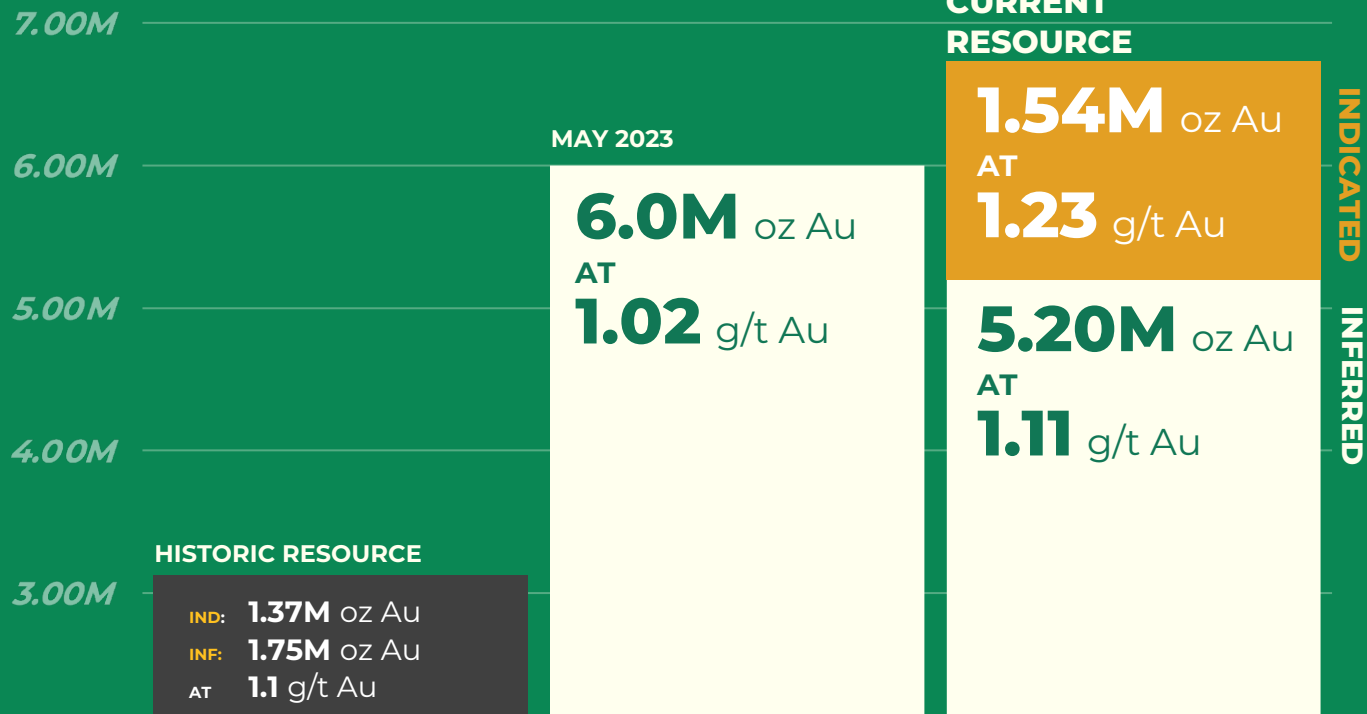 7.00M
6.00M
5.00M
4.00M
3.00M
HISTORIC RESOURCE
IND: 1.37M oz Au
INF: 1.75M oz Au
AT 1.1 g/t Au
MAY 2023
6.0M oz Au
AT
1.02 g/t Au
CURRENT
RESOURCE
1.54M oz Au
AT
1.23 g/t Au
5.20M oz Au
AT
1.11 g/t Au
INDICATED
INFERRED